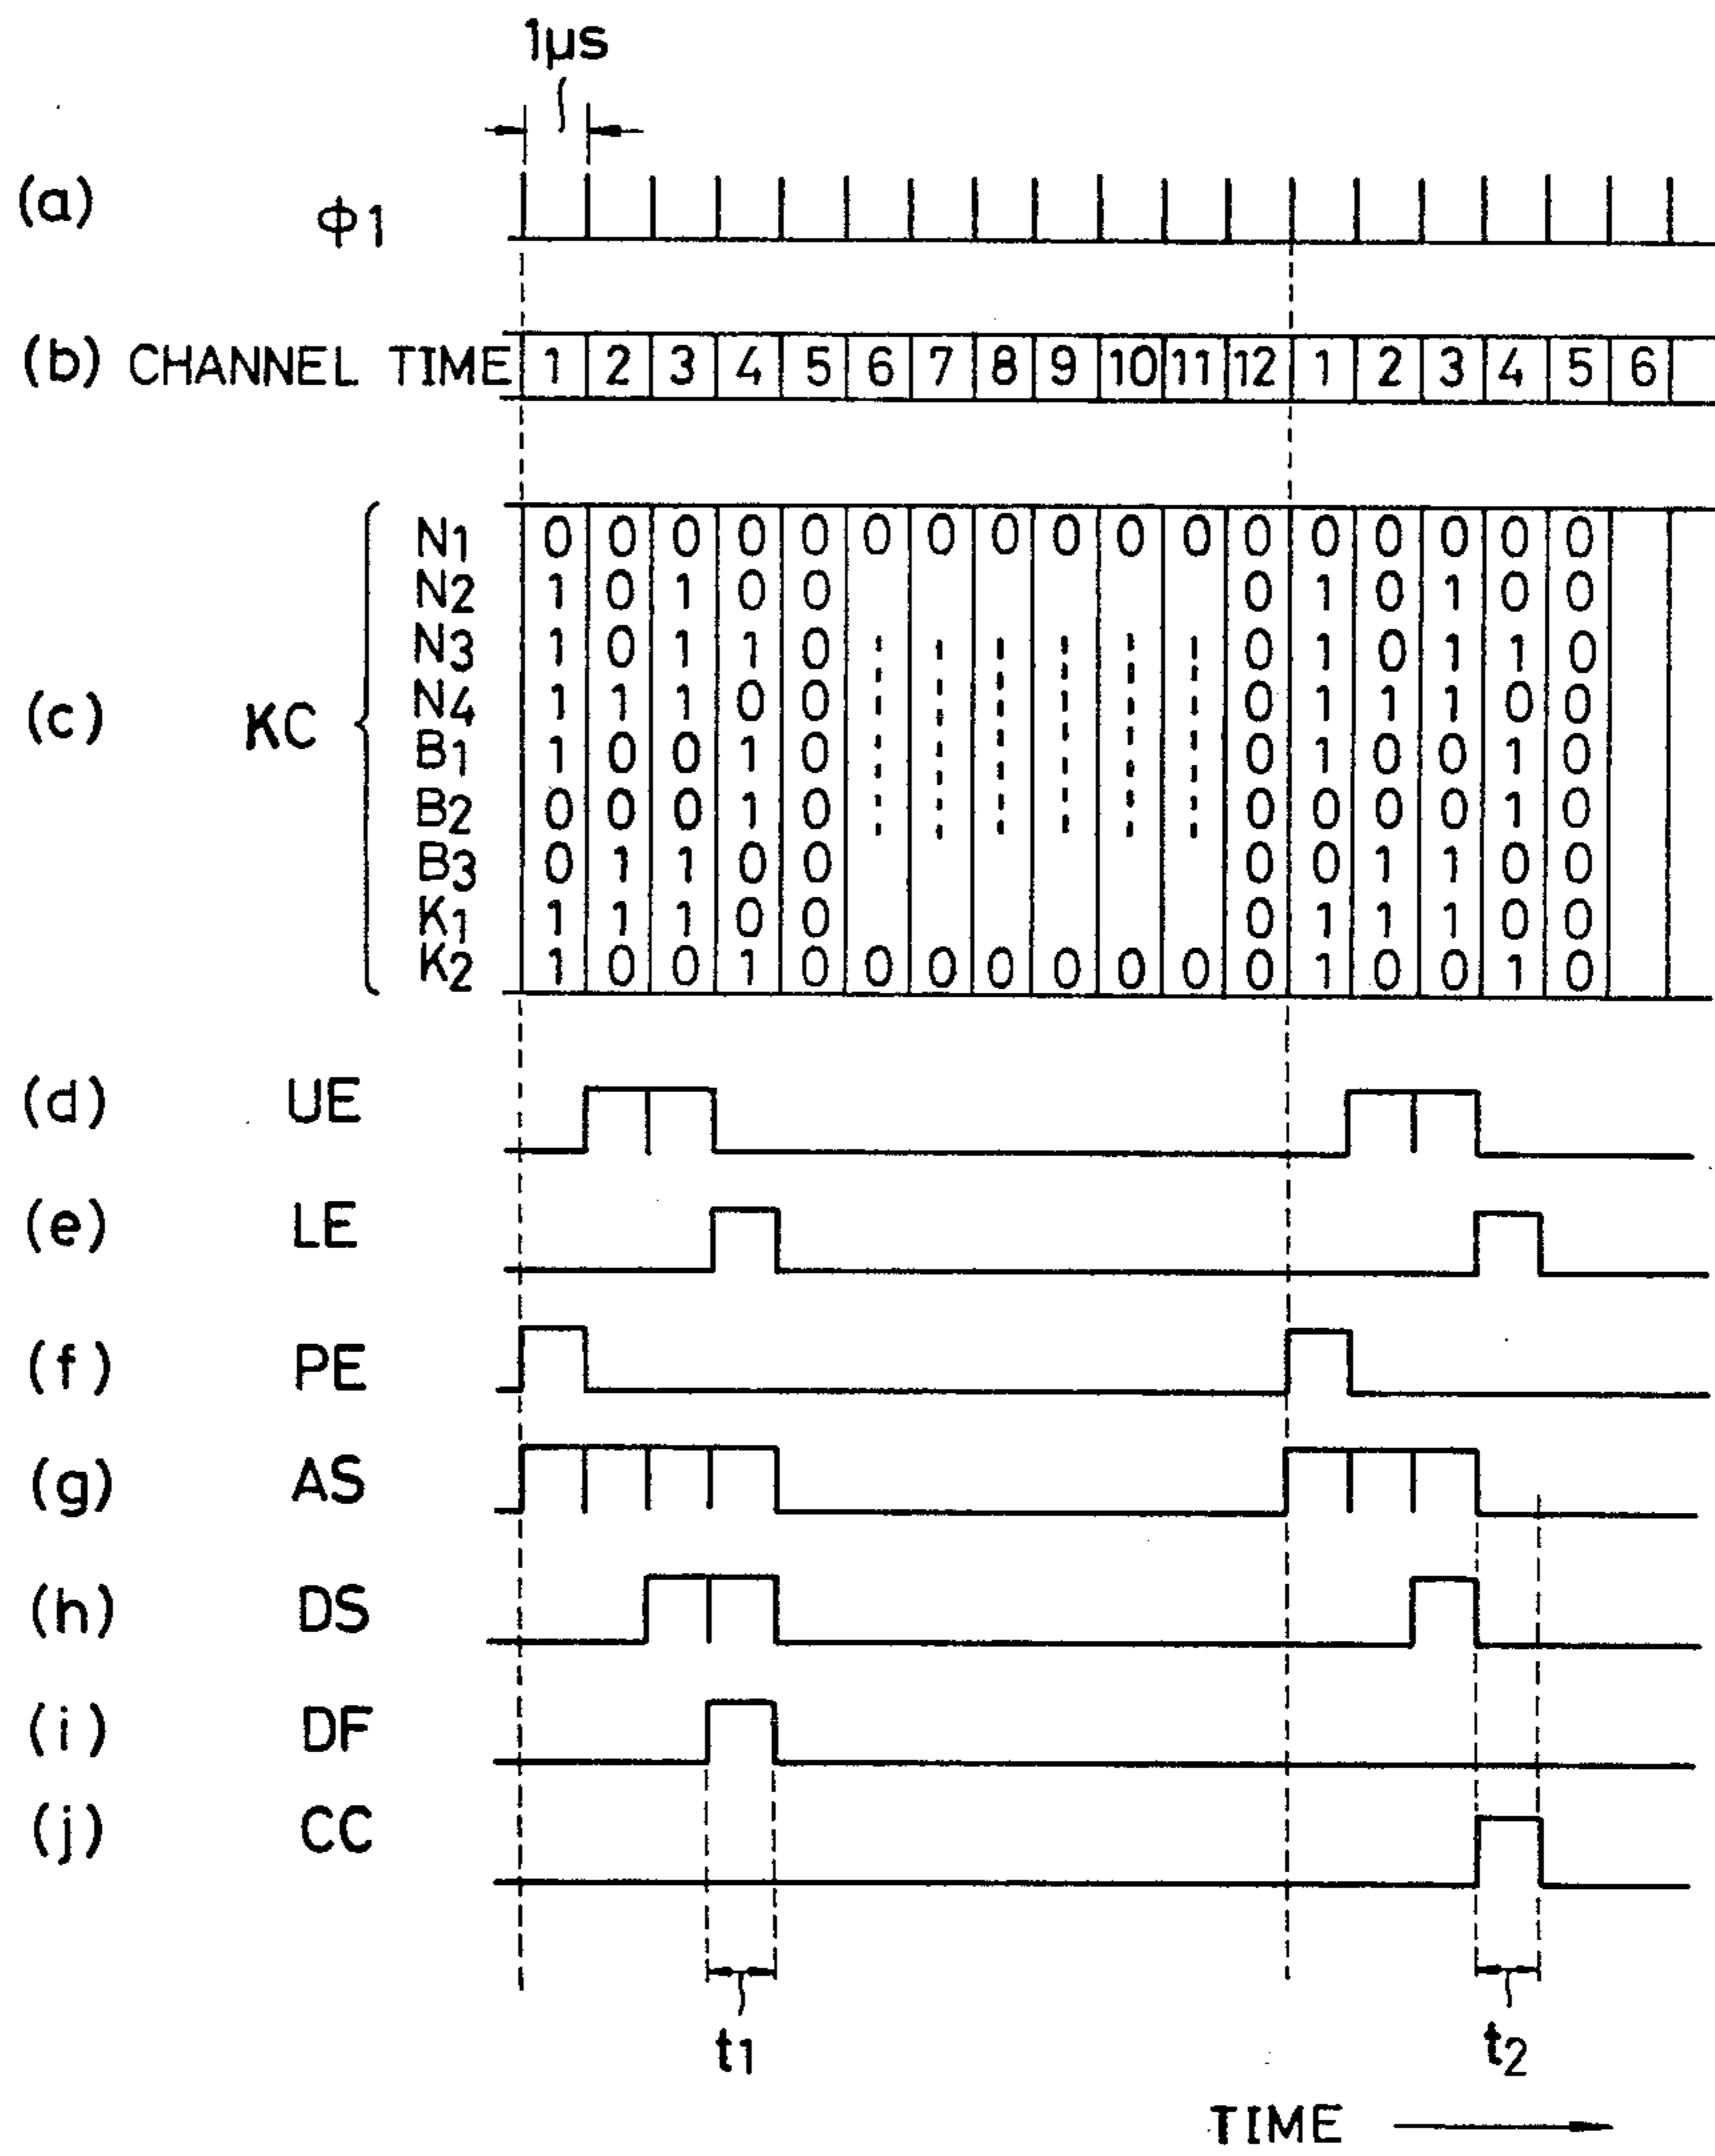 1μs
(a) ϕ1
(b) CHANNEL TIME 1 2 3 4 5 6 7 8 9 10 11 12 1 2 3 4 5 6
(c) KC
N1 0 0 0 0 0 0 0 0 0 0 0 0 0 0 0 0 0
N2 1 0 1 0 0 0 1 0 1 0 0
N3 1 0 1 1 0 0 1 0 1 1 0
N4 1 1 1 0 0 0 1 1 1 0 0
B1 1 0 0 1 0 0 1 0 0 1 0
B2 0 0 0 1 0 0 0 0 0 1 0
B3 0 1 1 0 0 0 0 1 1 0 0
K1 1 1 1 0 0 0 1 1 1 0 0
K2 1 0 0 1 0 0 0 0 0 0 0 0 1 0 0 1 0
(d) UE
(e) LE
(f) PE
(g) AS
(h) DS
(i) DF
(j) CC
t1 t2
TIME